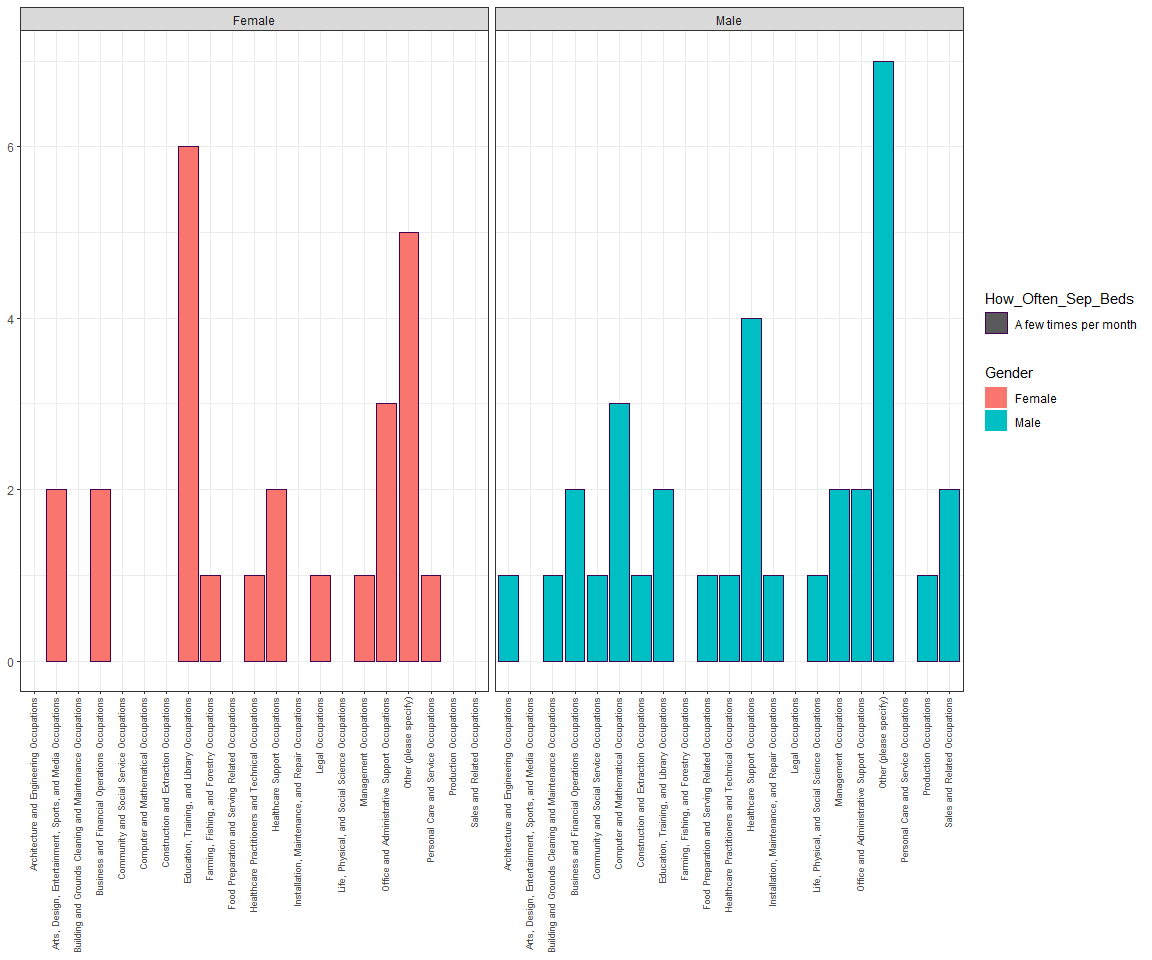 Female
Male
6
4
2
0
Architecture and Engineering Occupations
Arts, Design, Entertainment, Sports, and Media Occupations
Building and Grounds Cleaning and Maintenance Occupations
Business and Financial Operations Occupations
Community and Social Service Occupations
Computer and Mathematical Occupations
Construction and Extraction Occupations
Education, Training, and Library Occupations
Farming, Fishing, and Forestry Occupations
Food Preparation and Serving Related Occupations
Healthcare Practitioners and Technical Occupations
Healthcare Support Occupations
Installation, Maintenance, and Repair Occupations
Legal Occupations
Life, Physical, and Social Science Occupations
Management Occupations
Office and Administrative Support Occupations
Other (please specify)
Personal Care and Service Occupations
Production Occupations
Sales and Related Occupations
Architecture and Engineering Occupations
Arts, Design, Entertainment, Sports, and Media Occupations
Building and Grounds Cleaning and Maintenance Occupations
Business and Financial Operations Occupations
Community and Social Service Occupations
Computer and Mathematical Occupations
Construction and Extraction Occupations
Education, Training, and Library Occupations
Farming, Fishing, and Forestry Occupations
Food Preparation and Serving Related Occupations
Healthcare Practitioners and Technical Occupations
Healthcare Support Occupations
Installation, Maintenance, and Repair Occupations
Legal Occupations
Life, Physical, and Social Science Occupations
Management Occupations
Office and Administrative Support Occupations
Other (please specify)
Personal Care and Service Occupations
Production Occupations
Sales and Related Occupations
How_Often_Sep_Beds
A few times per month
Gender
Female
Male